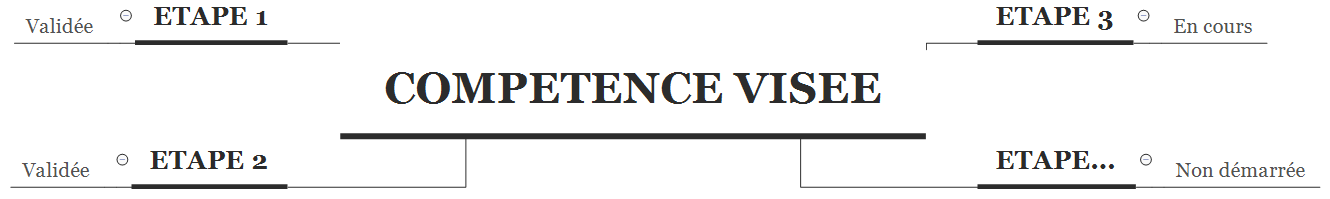 Validée
ETAPE 1
ETAPE 3
En cours
COMPETENCE VISEE
Validée
ETAPE 2
ETAPE...
Non démarrée